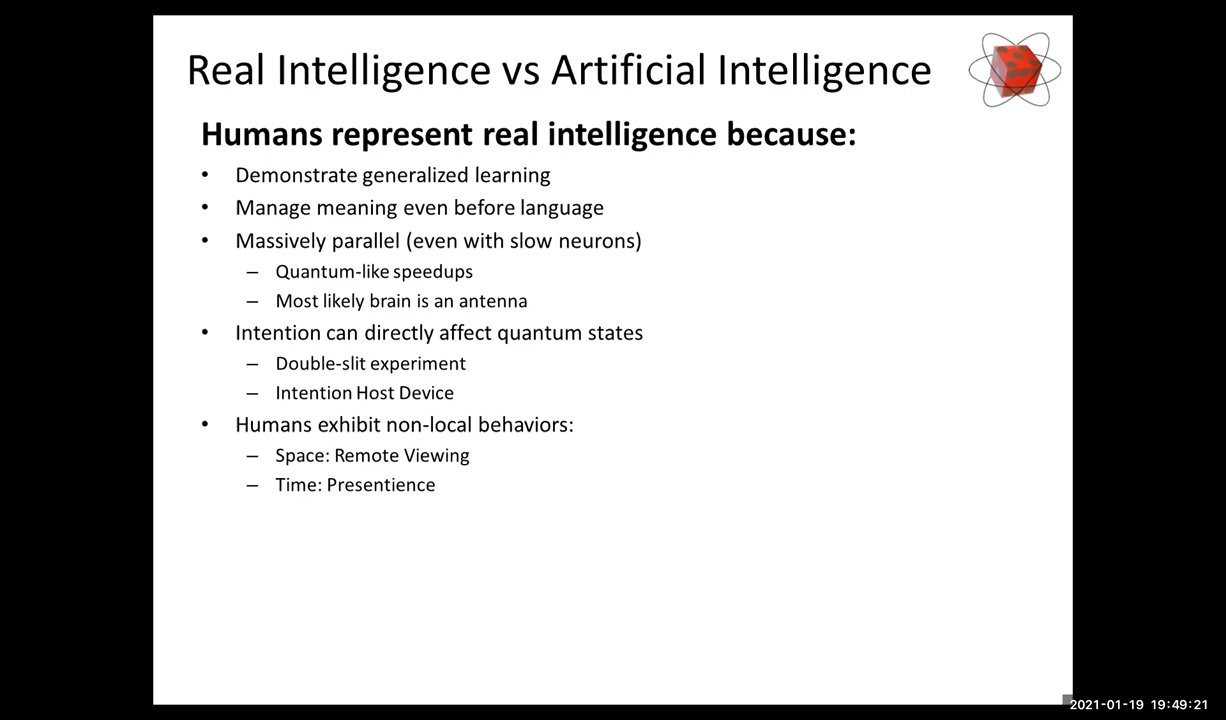 Real Intelligence vs Artificial Intelligence
Humans represent real intelligence because:
• Demonstrate generalized learning
• Manage meaning even before language
• Massively parallel (even with slow neurons)
– Quantum-like speedups
– Most likely brain is an antenna
• Intention can directly affect quantum states
– Double-slit experiment
– Intention Host Device
• Humans exhibit non-local behaviors:
– Space: Remote Viewing
– Time: Presentience
2021-01-19 19:49:21